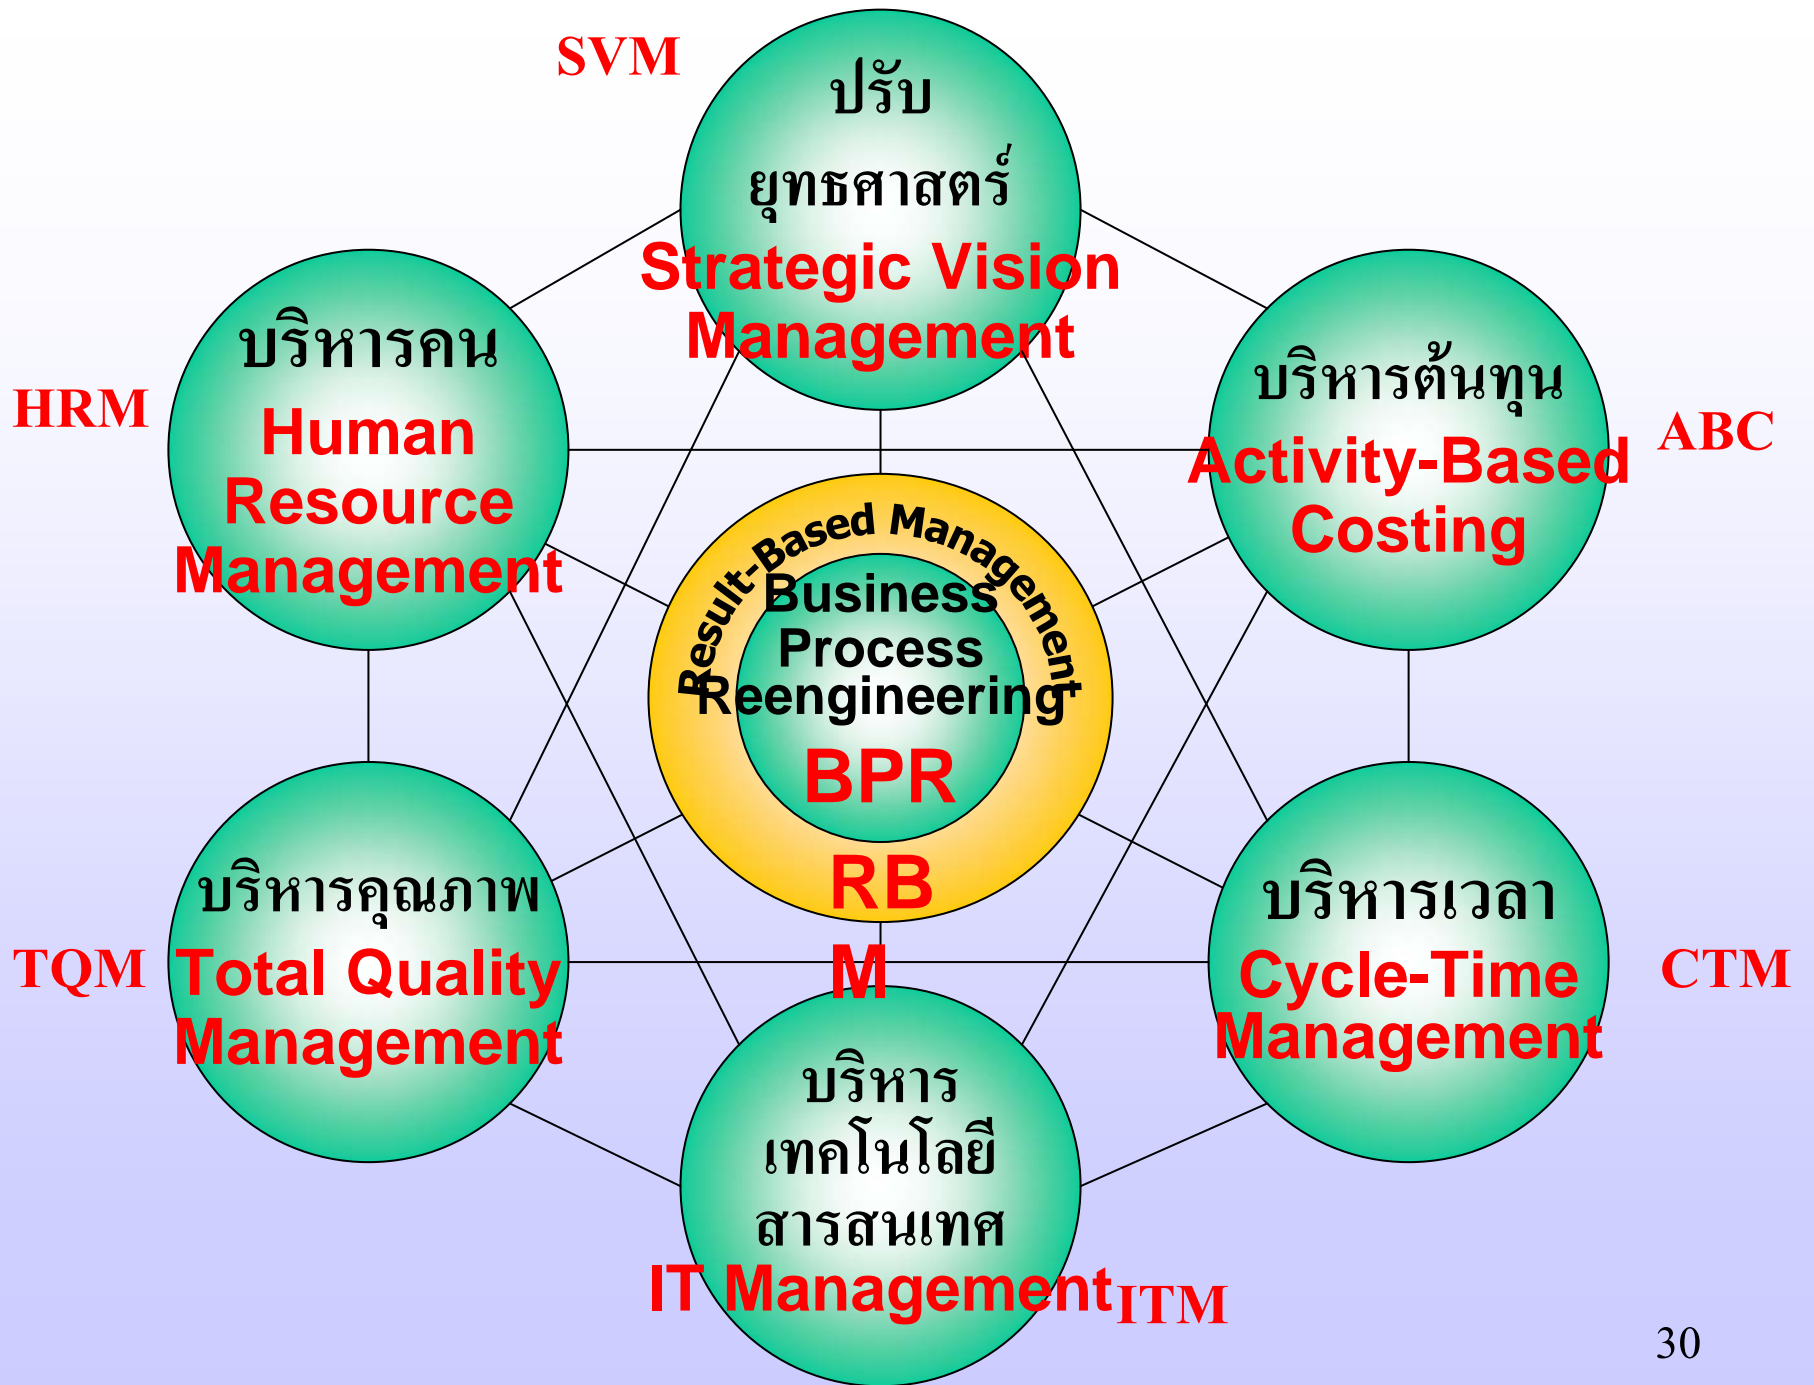 SVM
ปรับ
ยุทธศาสตร์
Strategic Vision
Management
HRM
บริหารคน
Human
Resource
Management
บริหารต้นทุน
Activity-Based
Costing
ABC
Result-Based Management
Business
Process
Reengineering
BPR
RB
M
TQM
บริหารคุณภาพ
Total Quality
Management
บริหารเวลา
Cycle-Time
Management
CTM
บริหาร
เทคโนโลยี
สารสนเทศ
IT Management
ITM
30